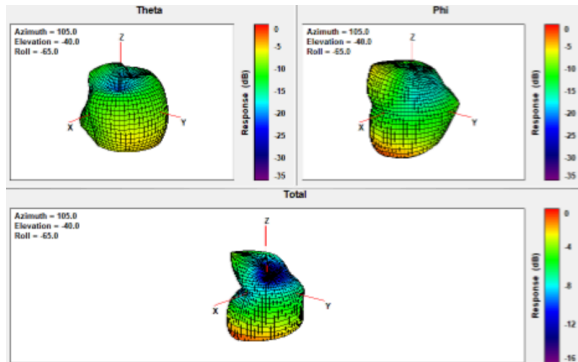 Theta
Azimuth = 105.0
Elevation = -40.0
Roll = -65.0
Z
X
Y
0
-5
-10
-15
-20
-25
-30
-35
Response (dB)
Phi
Azimuth = 105.0
Elevation = -40.0
Roll = -65.0
Z
X
Y
0
-5
-10
-15
-20
-25
-30
-35
Response (dB)
Total
Azimuth = 105.0
Elevation = -40.0
Roll = -65.0
Z
X
Y
0
-4
-8
-12
-16
Response (dB)